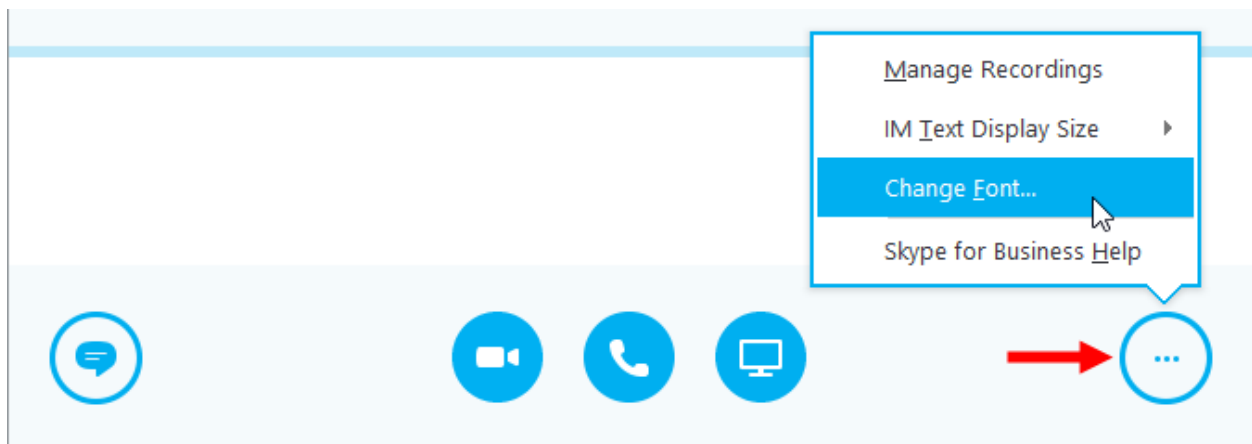 Manage Recordings
IM Text Display Size
Change Font...
Skype for Business Help